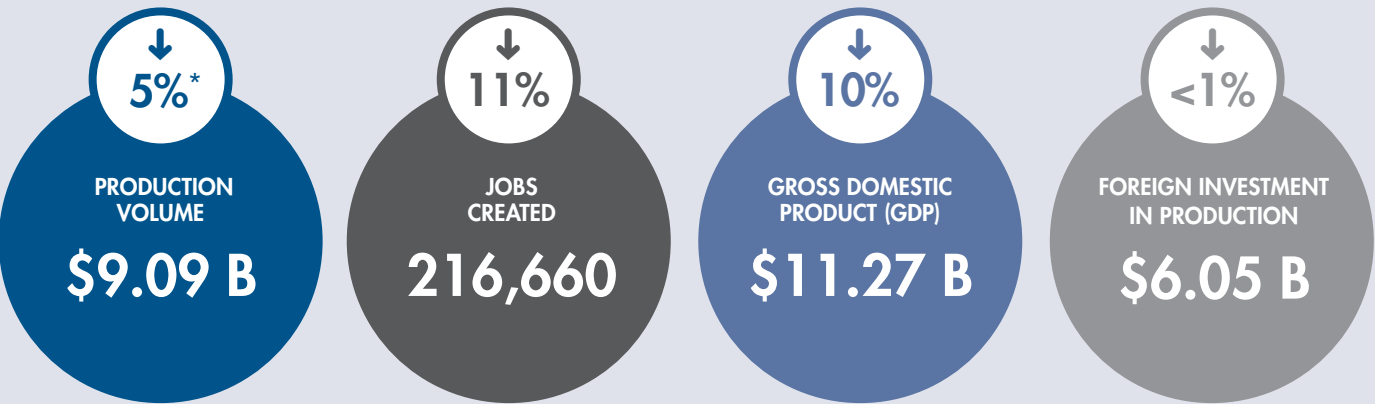 ↓
5%*
PRODUCTION
VOLUME
$9.09 B
↓
11%
JOBS
CREATED
216,660
↓
10%
GROSS DOMESTIC
PRODUCT (GDP)
$11.27 B
↓
<1%
FOREIGN INVESTMENT
IN PRODUCTION
$6.05 B